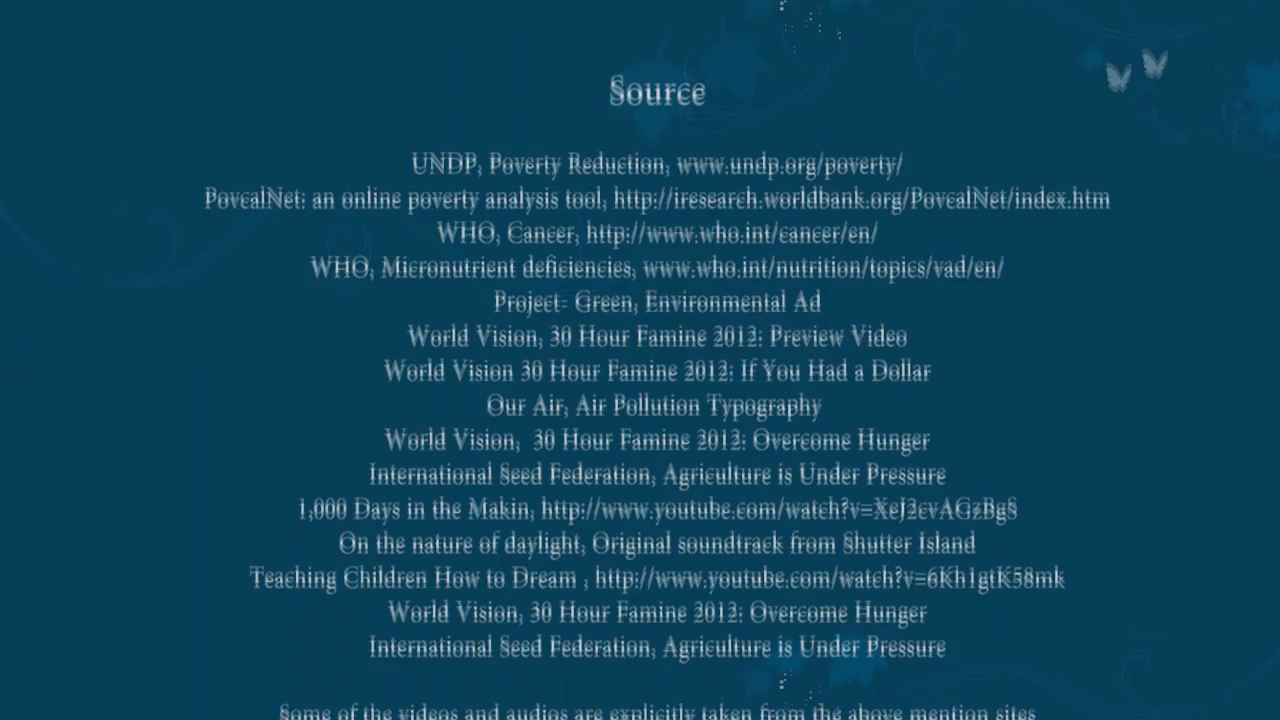 Source
UNDP, Poverty Reduction, www.undp.org/poverty/
PovcalNet: an online poverty analysis tool, http://iresearch.worldbank.org/PovcalNet/index.htm
WHO, Cancer, http://www.who.int/cancer/en/
WHO, Micronutrient deficiencies, www.who.int/nutrition/topics/vad/en/
Project- Green, Environmental Ad
World Vision, 30 Hour Famine 2012: Preview Video
World Vision 30 Hour Famine 2012: If You Had a Dollar
Our Air, Air Pollution Typography
World Vision,  30 Hour Famine 2012: Overcome Hunger
International Seed Federation, Agriculture is Under Pressure
1,000 Days in the Makin, http://www.youtube.com/watch?v=XeJ2cvAGzBgS
On the nature of daylight, Original soundtrack from Shutter Island
Teaching Children How to Dream , http://www.youtube.com/watch?v=6Kh1gtK58mk
World Vision, 30 Hour Famine 2012: Overcome Hunger
International Seed Federation, Agriculture is Under Pressure
Some of the videos and audios are explicitly taken from the above mention sites